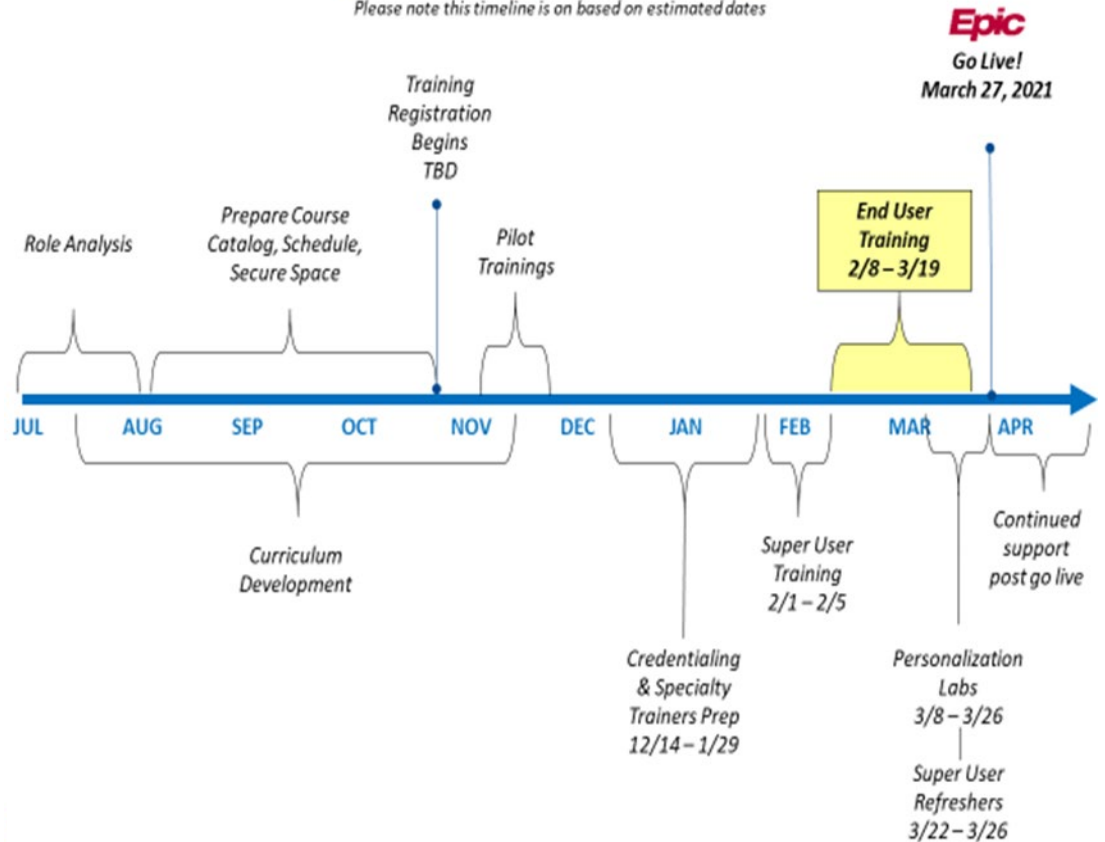 Please note this timeline is on based on estimated dates
Epic
Go Live!
March 27, 2021
Training
Registration
Begins
TBD
Role Analysis
Prepare Course
Catalog, Schedule,
Secure Space
Pilot
Trainings
End User
Training
2/8 – 3/19
JUL AUG SEP OCT NOV DEC JAN FEB MAR APR
Curriculum
Development
Super User
Training
2/1 – 2/5
Continued
support
post go live
Credentialing
& Specialty
Trainers Prep
12/14 – 1/29
Personalization
Labs
3/8 – 3/26
Super User
Refreshers
3/22 – 3/26